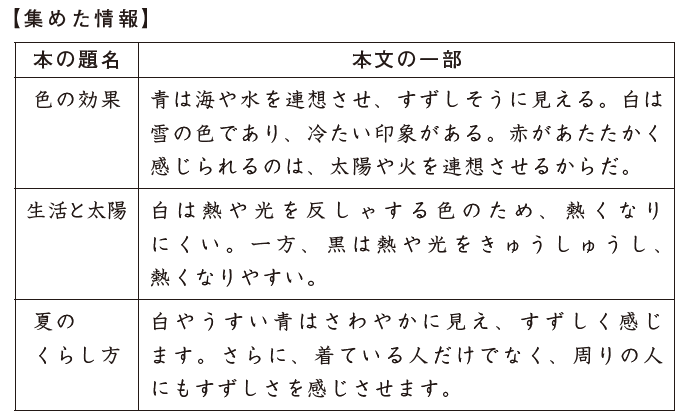 【集めた情報】
本の題名 本文の一部
色の効果
青は海や水を連想させ、すずしそうに見える。白は
雪の色であり、冷たい印象がある。赤があたたかく
感じられるのは、太陽や火を連想させるからだ。
生活と太陽
白は熱や光を反しゃする色のため、熱くなり
にくい。一方、黒は熱や光をきゅうしゅうし、
熱くなりやすい。
夏の
くらし方
白やうすい青はさわやかに見え、すずしく感じ
ます。さらに、着ている人だけでなく、周りの人
にもすずしさを感じさせます。